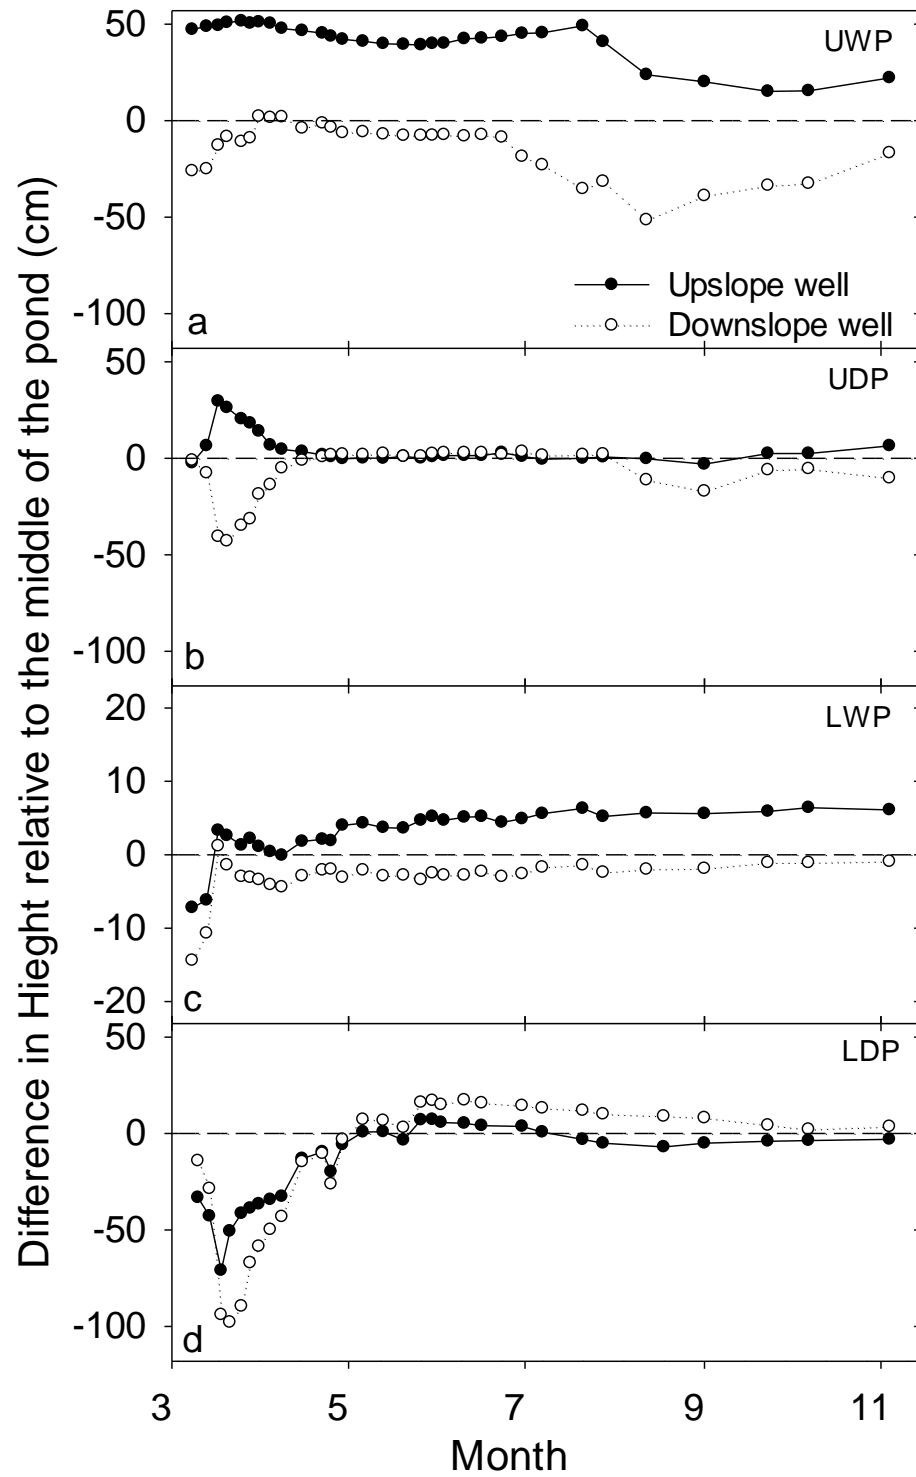 Difference in Hieght relative to the middle of the pond (cm)
50
UWP
0
-50
-100
a
Upslope well
Downslope well
50
UDP
0
-50
-100
b
20
LWP
10
0
-10
-20
c
50
LDP
0
-50
-100
d
3 5 7 9 11
Month